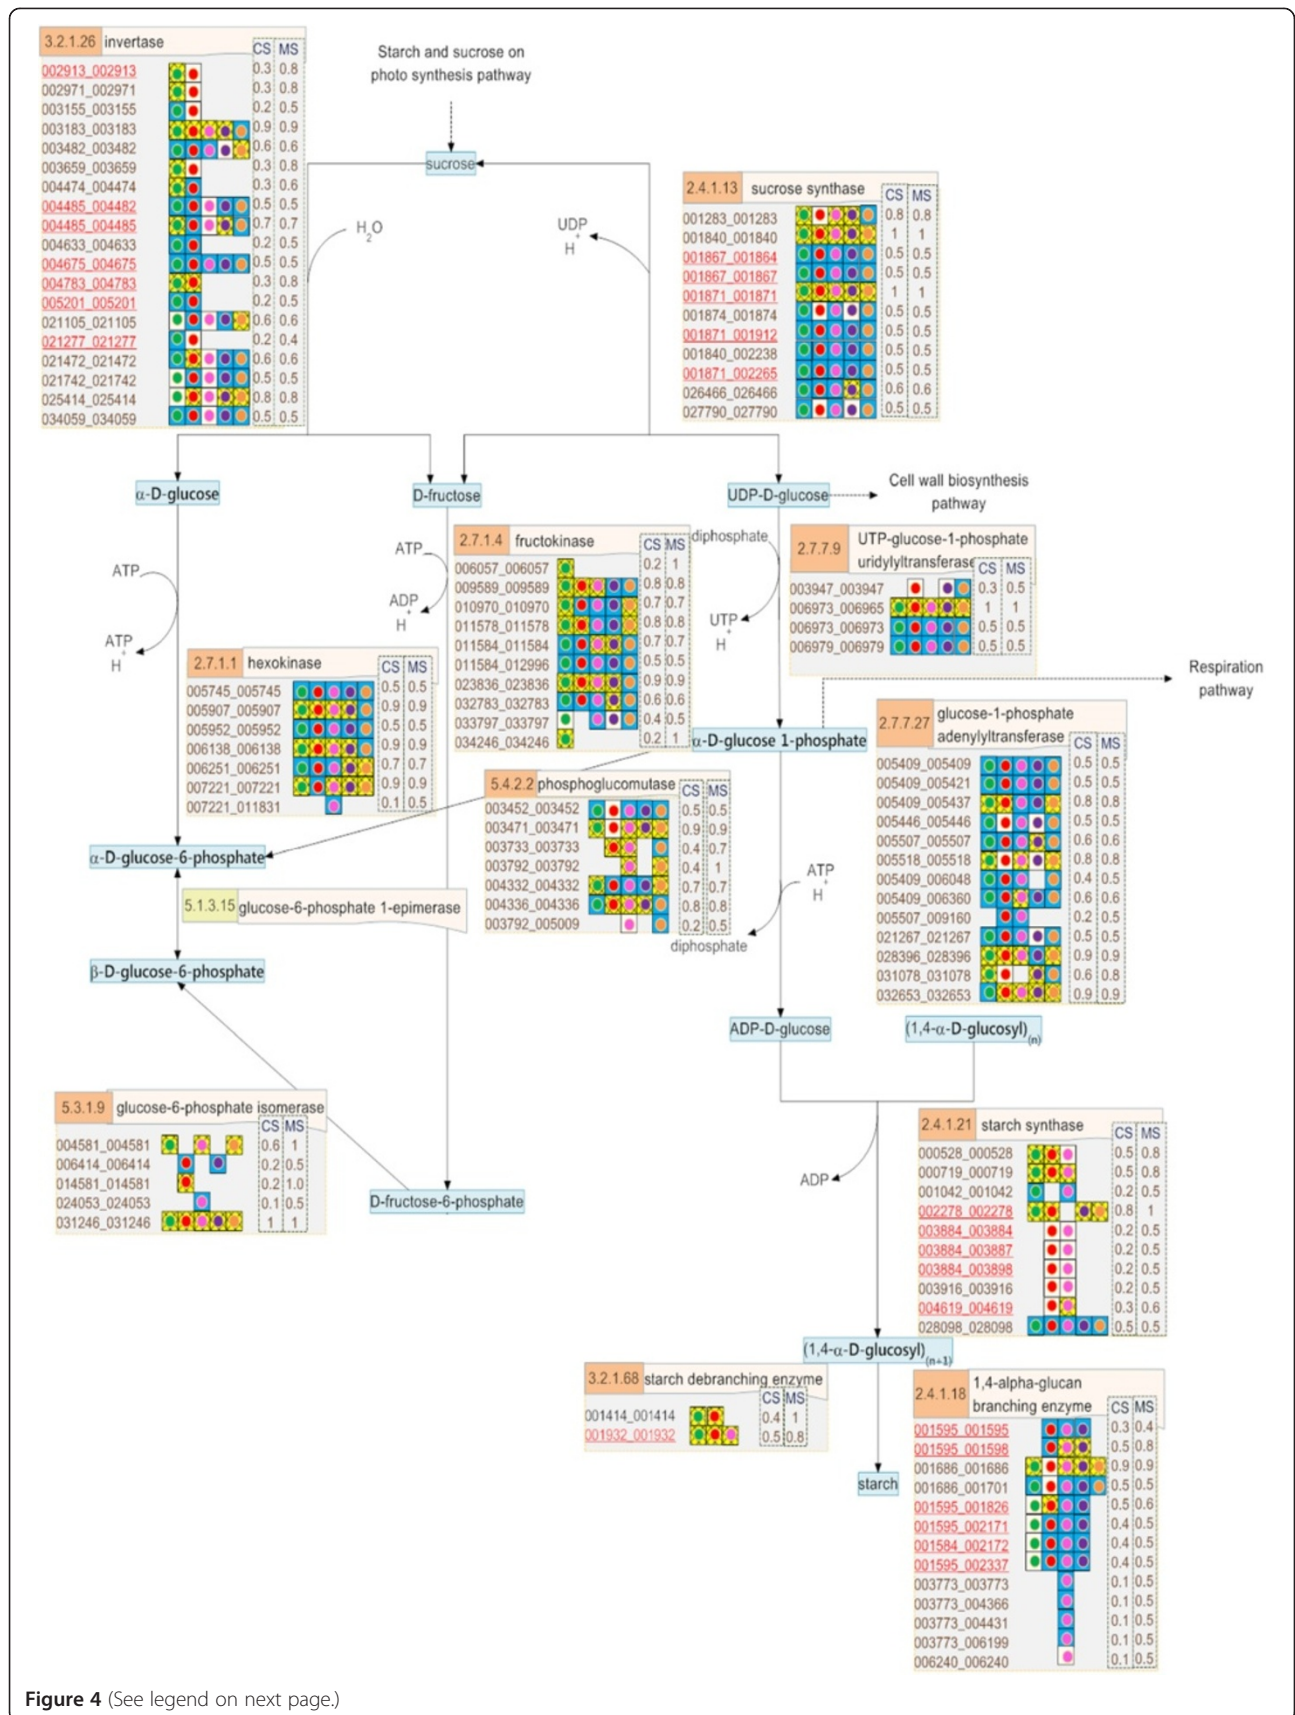 3.2.1.26 invertase
CS MS
002913_002913 0.3 0.8
002971_002971 0.3 0.8
003155_003155 0.2 0.5
003183_003183 0.9 0.9
003482_003482 0.6 0.6
003659_003659 0.3 0.8
004474_004474 0.3 0.6
004485_004482 0.5 0.5
004485_004485 0.7 0.7
004633_004633 0.2 0.5
004675_004675 0.5 0.5
004783_004783 0.3 0.8
005201_005201 0.2 0.5
021105_021105 0.6 0.6
021277_021277 0.2 0.4
021472_021472 0.6 0.6
021742_021742 0.5 0.5
025414_025414 0.8 0.8
034059_034059 0.5 0.5
Starch and sucrose on
photo synthesis pathway
sucrose
H2O
UDP
+
H
2.4.1.13 sucrose synthase
CS MS
001283_001283 0.8 0.8
001840_001840 1 1
001867_001864 0.5 0.5
001867_001867 0.5 0.5
001871_001871 1 1
001874_001874 0.5 0.5
001871_001912 0.5 0.5
001840_002238 0.5 0.5
001871_002265 0.5 0.5
026466_026466 0.6 0.6
027790_027790 0.5 0.5
α-D-glucose
D-fructose
UDP-D-glucose
Cell wall biosynthesis
pathway
ATP
ATP
+
H
ATP
ADP
+
H
2.7.1.4 fructokinase
CS MS
006057_006057 0.2 1
009589_009589 0.8 0.8
010970_010970 0.7 0.7
011578_011578 0.8 0.8
011584_011584 0.7 0.7
011584_012996 0.5 0.5
023836_023836 0.9 0.9
032783_032783 0.6 0.6
033797_033797 0.4 0.5
034246_034246 0.2 1
diphosphate
UTP
+
H
2.7.7.9 UTP-glucose-1-phosphate
uridylyltransferase
CS MS
003947_003947 0.3 0.5
006973_006965 1 1
006973_006973 0.5 0.5
006979_006979 0.5 0.5
Respiration
pathway
2.7.1.1 hexokinase
CS MS
005745_005745 0.5 0.5
005907_005907 0.9 0.9
005952_005952 0.5 0.5
006138_006138 0.9 0.9
006251_006251 0.7 0.7
007221_007221 0.9 0.9
007221_011831 0.1 0.5
α-D-glucose 1-phosphate
2.7.7.27 glucose-1-phosphate
adenylyltransferase
CS MS
005409_005409 0.5 0.5
005409_005421 0.5 0.5
005409_005437 0.8 0.8
005446_005446 0.5 0.5
005507_005507 0.6 0.6
005518_005518 0.8 0.8
005409_006048 0.4 0.5
005409_006360 0.6 0.6
005507_009160 0.2 0.5
021267_021267 0.5 0.5
028396_028396 0.9 0.9
031078_031078 0.6 0.8
032653_032653 0.9 0.9
5.4.2.2 phosphoglucomutase
CS MS
003452_003452 0.5 0.5
003471_003471 0.9 0.9
003733_003733 0.4 0.7
003792_003792 0.4 1
004332_004332 0.7 0.7
004336_004336 0.8 0.8
003792_005009 0.2 0.5
α-D-glucose-6-phosphate
ATP
+
H
diphosphate
5.1.3.15 glucose-6-phosphate 1-epimerase
β-D-glucose-6-phosphate
ADP-D-glucose
(1,4-α-D-glucosyl)(n)
5.3.1.9 glucose-6-phosphate isomerase
CS MS
004581_004581 0.6 1
006414_006414 0.2 0.5
014581_014581 0.2 1.0
024053_024053 0.1 0.5
031246_031246 1 1
D-fructose-6-phosphate
ADP
2.4.1.21 starch synthase
CS MS
000528_000528 0.5 0.8
000719_000719 0.5 0.8
001042_001042 0.2 0.5
002278_002278 0.8 1
003884_003884 0.2 0.5
003884_003887 0.2 0.5
003884_003898 0.2 0.5
003916_003916 0.2 0.5
004619_004619 0.3 0.6
028098_028098 0.5 0.5
(1,4-α-D-glucosyl)(n+1)
3.2.1.68 starch debranching enzyme
CS MS
001414_001414 0.4 1
001932_001932 0.5 0.8
starch
2.4.1.18 1,4-alpha-glucan
branching enzyme
CS MS
001595_001595 0.3 0.4
001595_001598 0.5 0.8
001686_001686 0.9 0.9
001686_001701 0.5 0.5
001595_001826 0.5 0.6
001595_002171 0.4 0.5
001584_002172 0.4 0.5
001595_002337 0.4 0.5
003773_003773 0.1 0.5
003773_004366 0.1 0.5
003773_004431 0.1 0.5
003773_006199 0.1 0.5
006240_006240 0.1 0.5
Figure 4 (See legend on next page.)